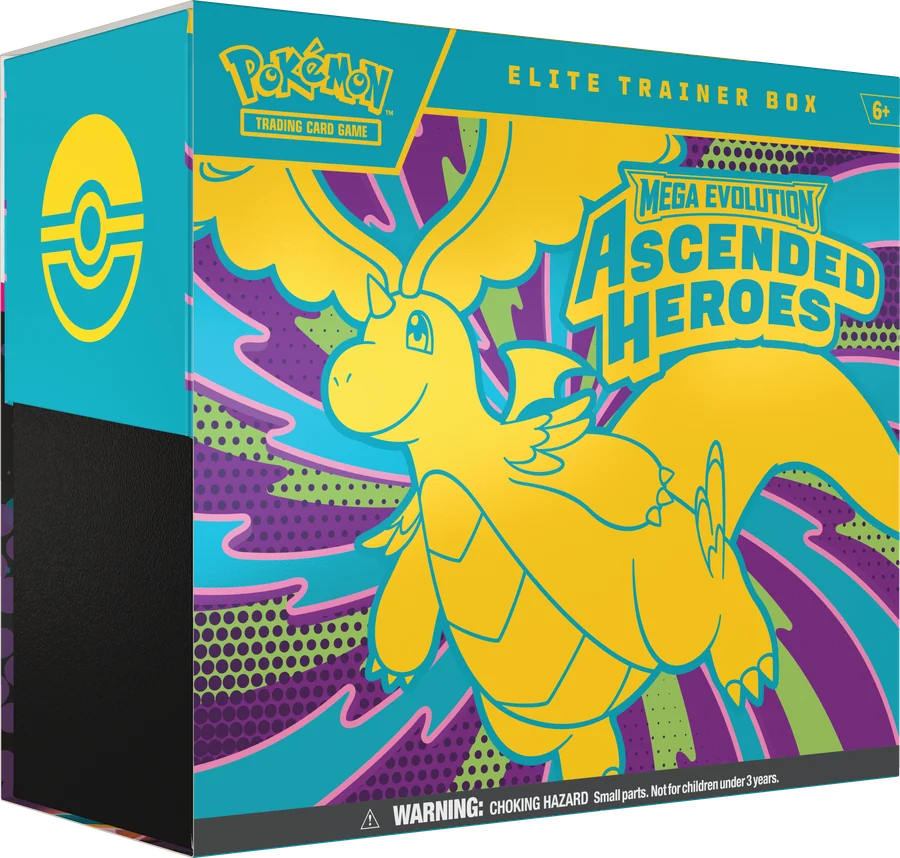 POKéMON™
TRADING CARD GAME
ELITE TRAINER BOX
6+
MEGA EVOLUTION
ASCENDED
HEROES
WARNING: CHOKING HAZARD Small parts. Not for children under 3 years.